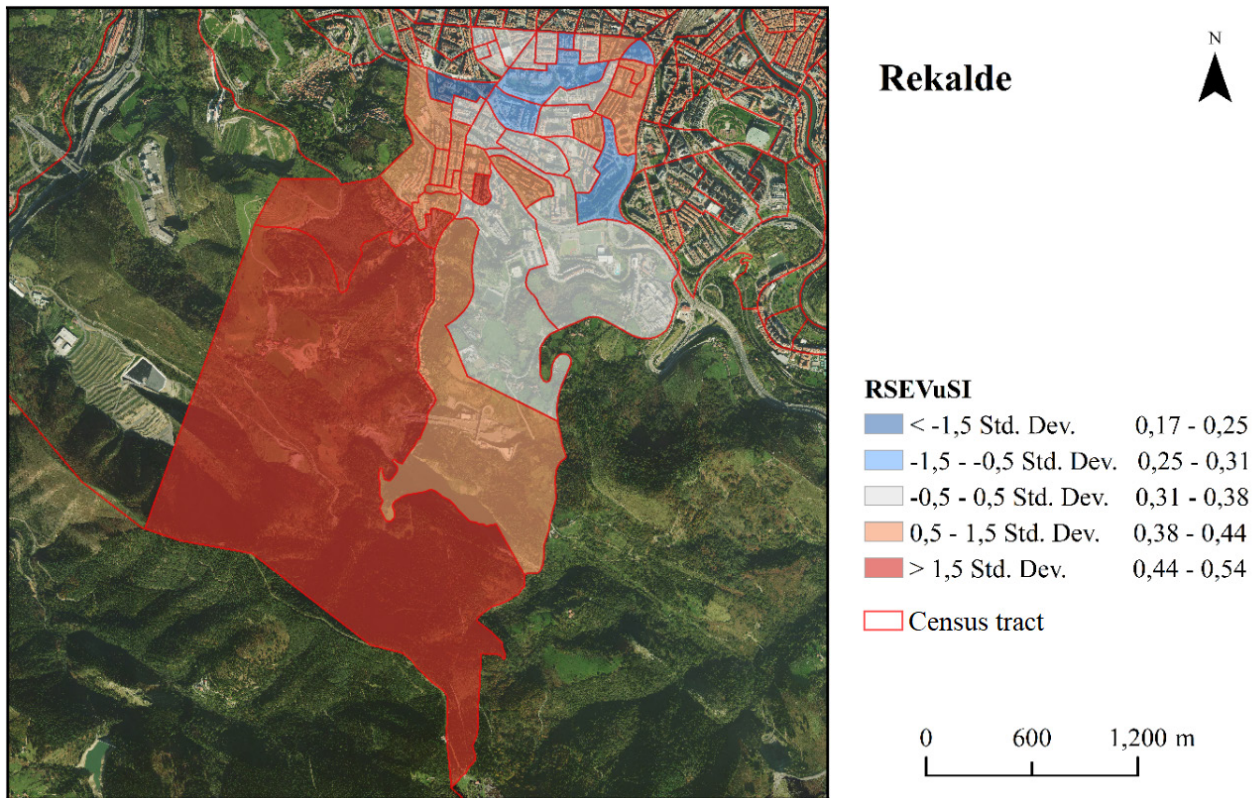 N
Rekalde
RSEVuSI
< -1,5 Std. Dev. 0,17 - 0,25
-1,5 - -0,5 Std. Dev. 0,25 - 0,31
-0,5 - 0,5 Std. Dev. 0,31 - 0,38
0,5 - 1,5 Std. Dev. 0,38 - 0,44
> 1,5 Std. Dev. 0,44 - 0,54
Census tract
0 600 1,200 m